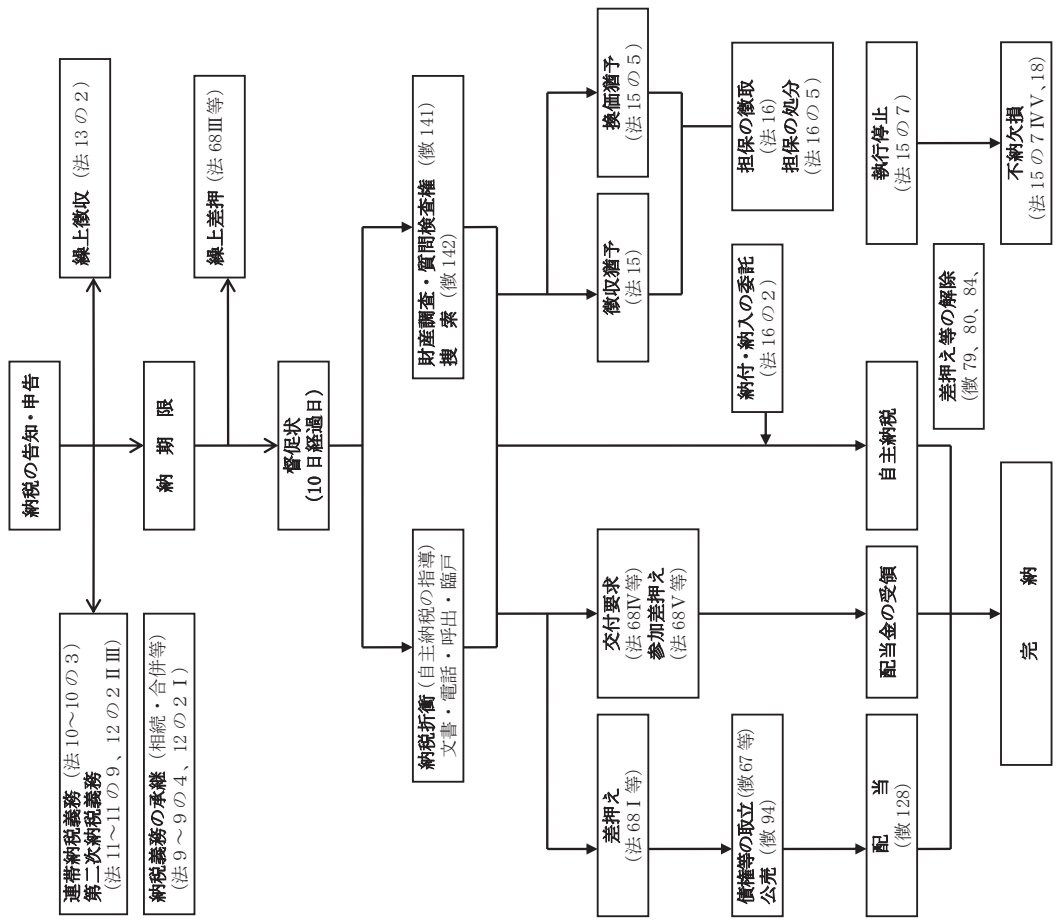 納税の告知・申告
連帯納税義務（法10～10の３）
第二次納税義務
（法11～11の９、12の２ⅡⅢ）
繰上徴収（法13の２）
納税義務の承継（相続・合併等）
（法９～９の４、12の２Ⅰ）
納　期　限
繰上差押（法68Ⅲ等）
督促状
（10日経過日）
納税折衝（自主納税の指導）
文書・電話・呼出・臨戸
財産調査・質問検査権（徴141）
捜　索（徴142）
差押え
（法68Ⅰ等）
交付要求
（法68Ⅳ等）
参加差押え
（法68Ⅴ等）
徴収猶予
（法15）
換価猶予
（法15の５）
債権等の取立（徴67等）
公売（徴94）
納付・納入の委託
（法16の２）
担保の徴取
（法16）
担保の処分
（法16の５）
配　当
（徴128）
配当金の受領
自主納税
執行停止
（法15の７）
差押え等の解除
（徴79、80、84、
完　納
不納欠損
（法15の７ⅣⅤ、18）